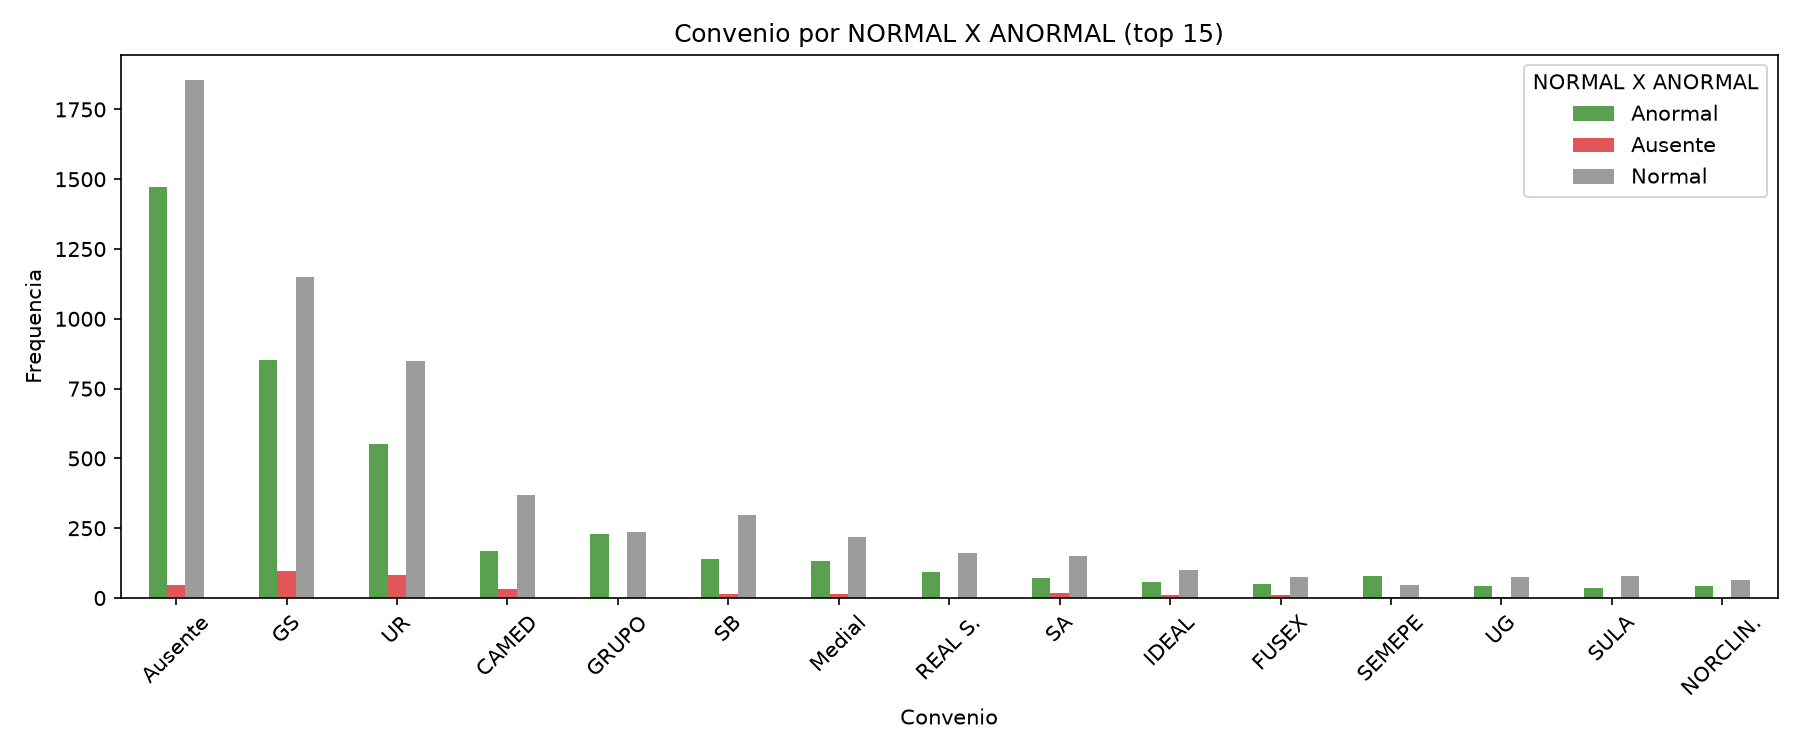 Convenio por NORMAL X ANORMAL (top 15)
NORMAL X ANORMAL
Anormal
Ausente
Normal
Frequencia
1750
1500
1250
1000
750
500
250
0
Ausente
GS
UR
CAMED
GRUPO
SB
Medial
REAL S.
SA
IDEAL
FUSEX
SEMEPE
UG
SULA
NORCLIN.
Convenio